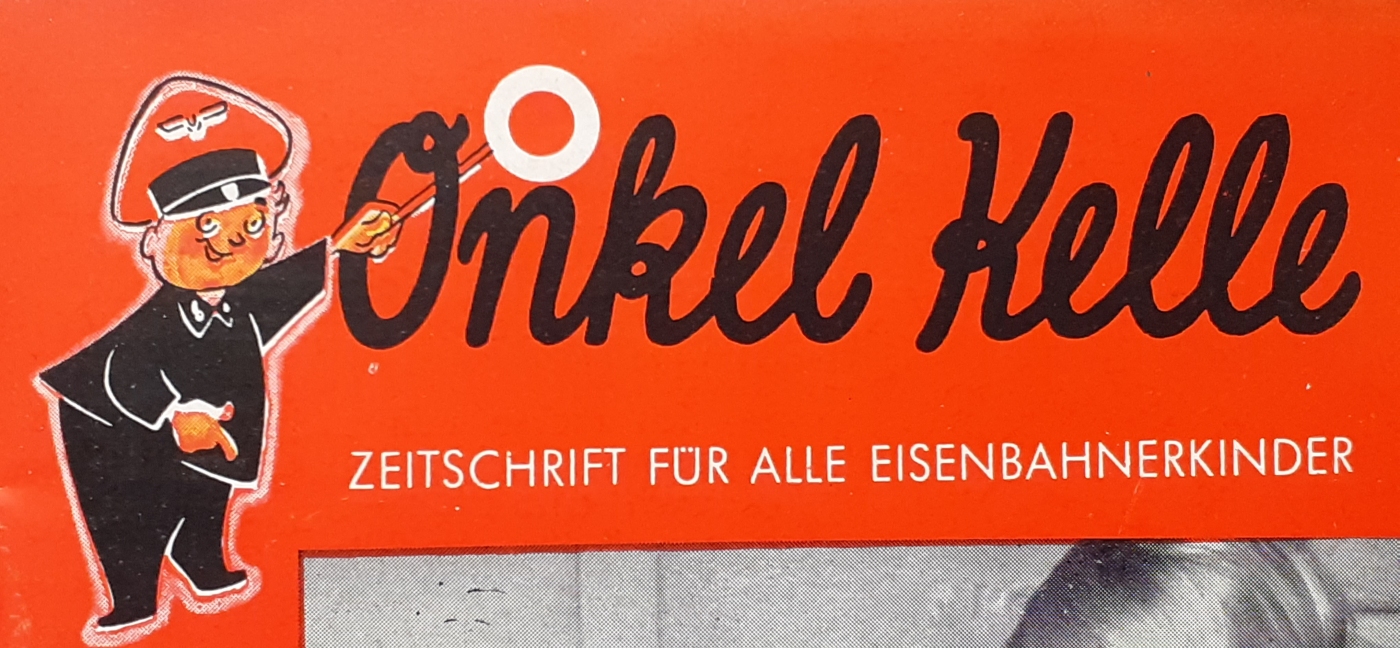 Onkel Kelle
ZEITSCHRIFT FÜR ALLE EISENBAHNERKINDER